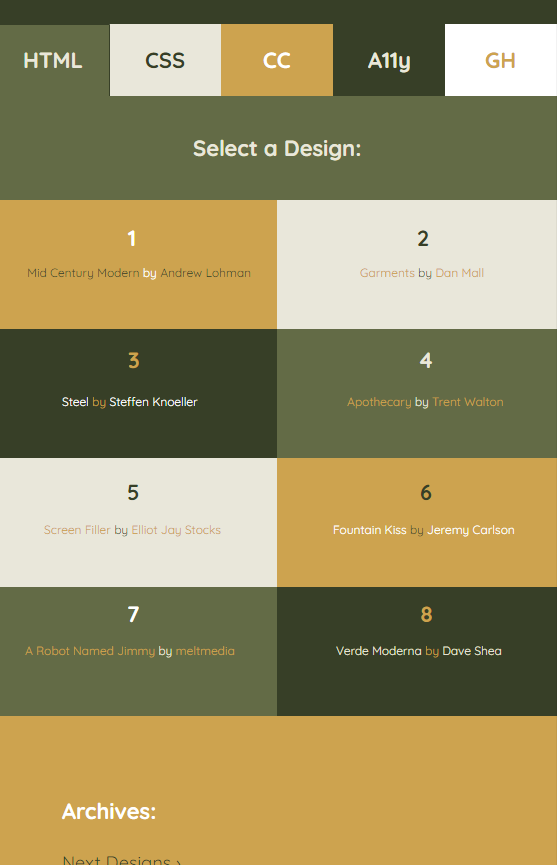 HTML CSS CC A11y GH
Select a Design:
1
Mid Century Modern by Andrew Lohman
2
Garments by Dan Mall
3
Steel by Steffen Knoeller
4
Apothecary by Trent Walton
5
Screen Filler by Elliot Jay Stocks
6
Fountain Kiss by Jeremy Carlson
7
A Robot Named Jimmy by meltmedia
8
Verde Moderna by Dave Shea
Archives:
Next Designs ›